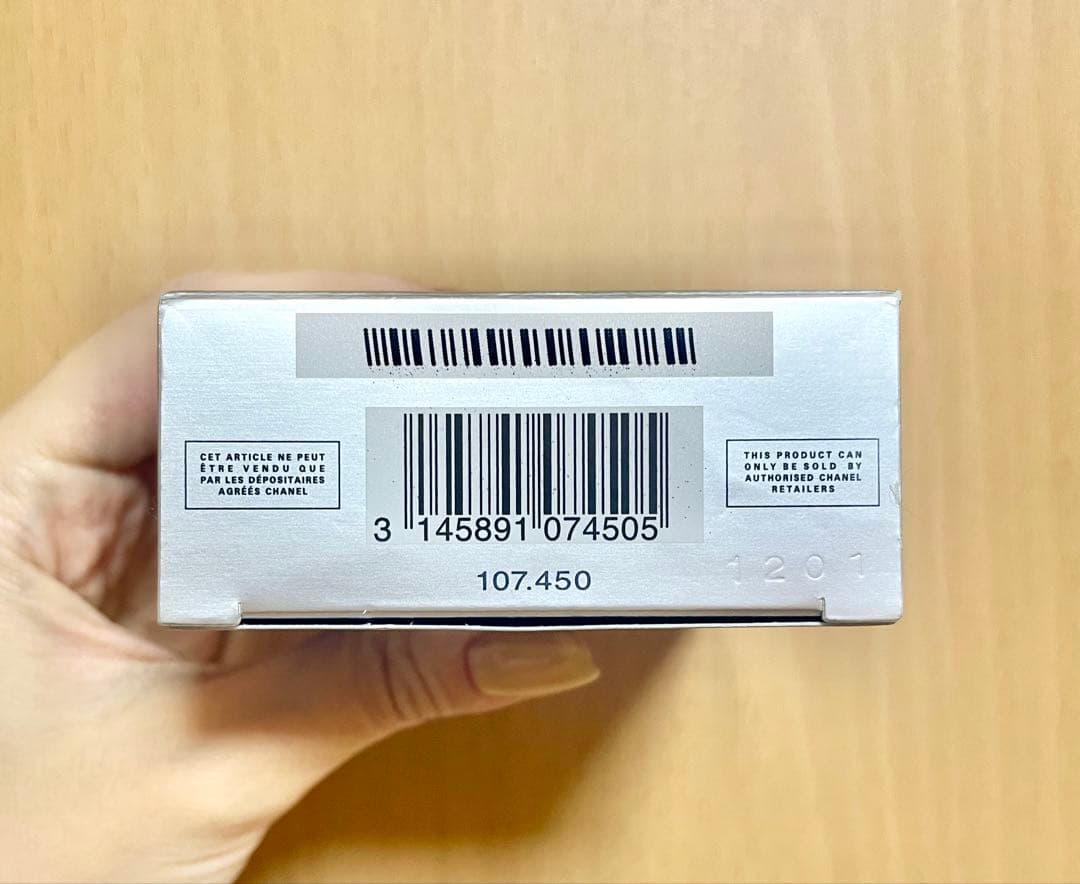 CET ARTICLE NE PEUT
ÊTRE VENDU QUE
PAR LES DÉPOSITAIRES
AGRÉÉS CHANEL
3 145891 074505
107.450
THIS PRODUCT CAN
ONLY BE SOLD BY
AUTHORISED CHANEL
RETAILERS
1201